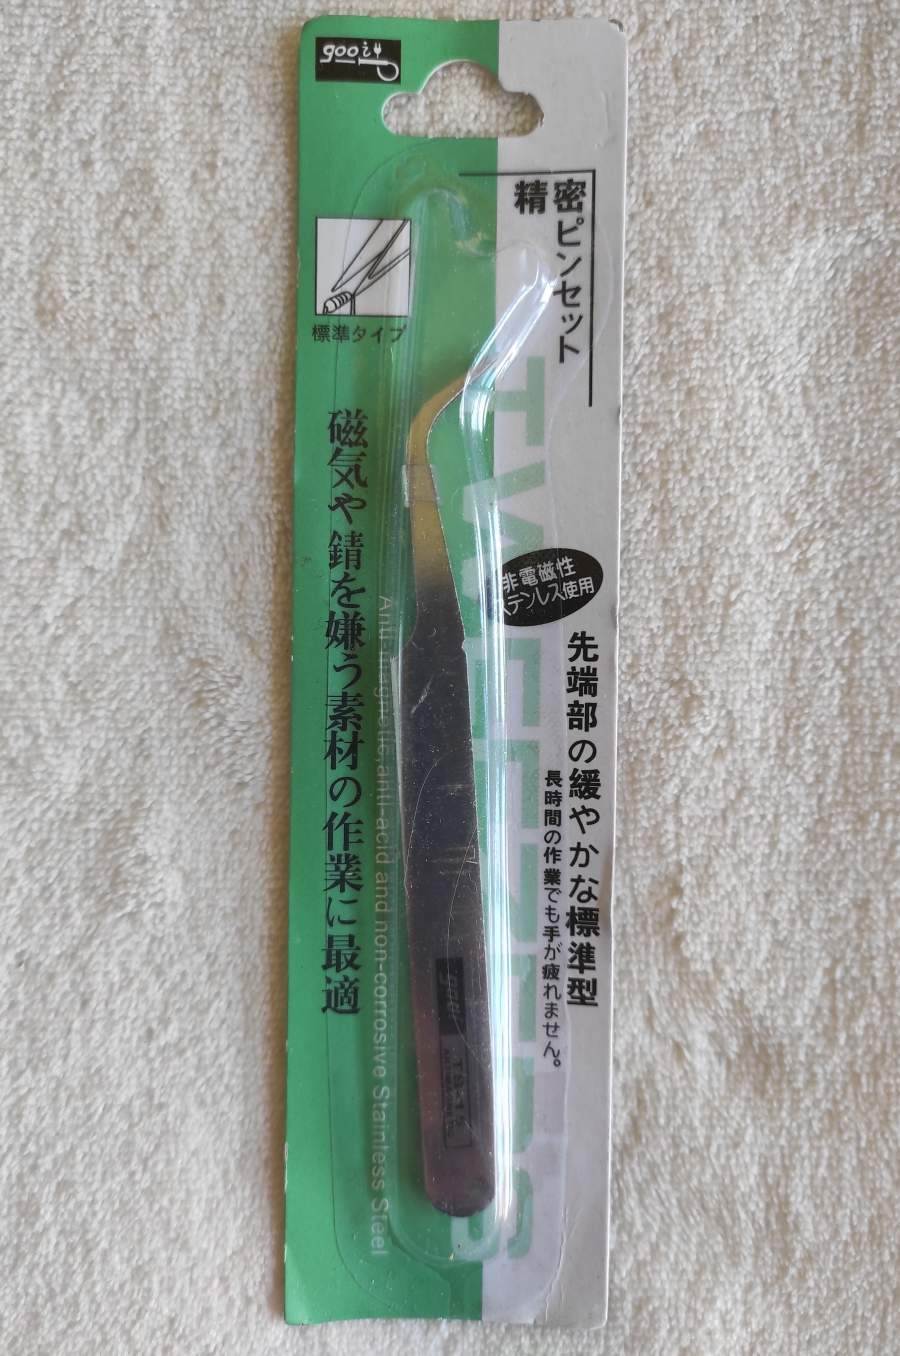 goot
精密ピンセット
標準タイプ
TWEEZERS
非電磁性
ステンレス使用
先端部の緩やかな標準型
長時間の作業でも手が疲れません。
磁気や錆を嫌う素材の作業に最適
Anti-magnetic,anti-acid and non-corrosive Stainless Steel
goot